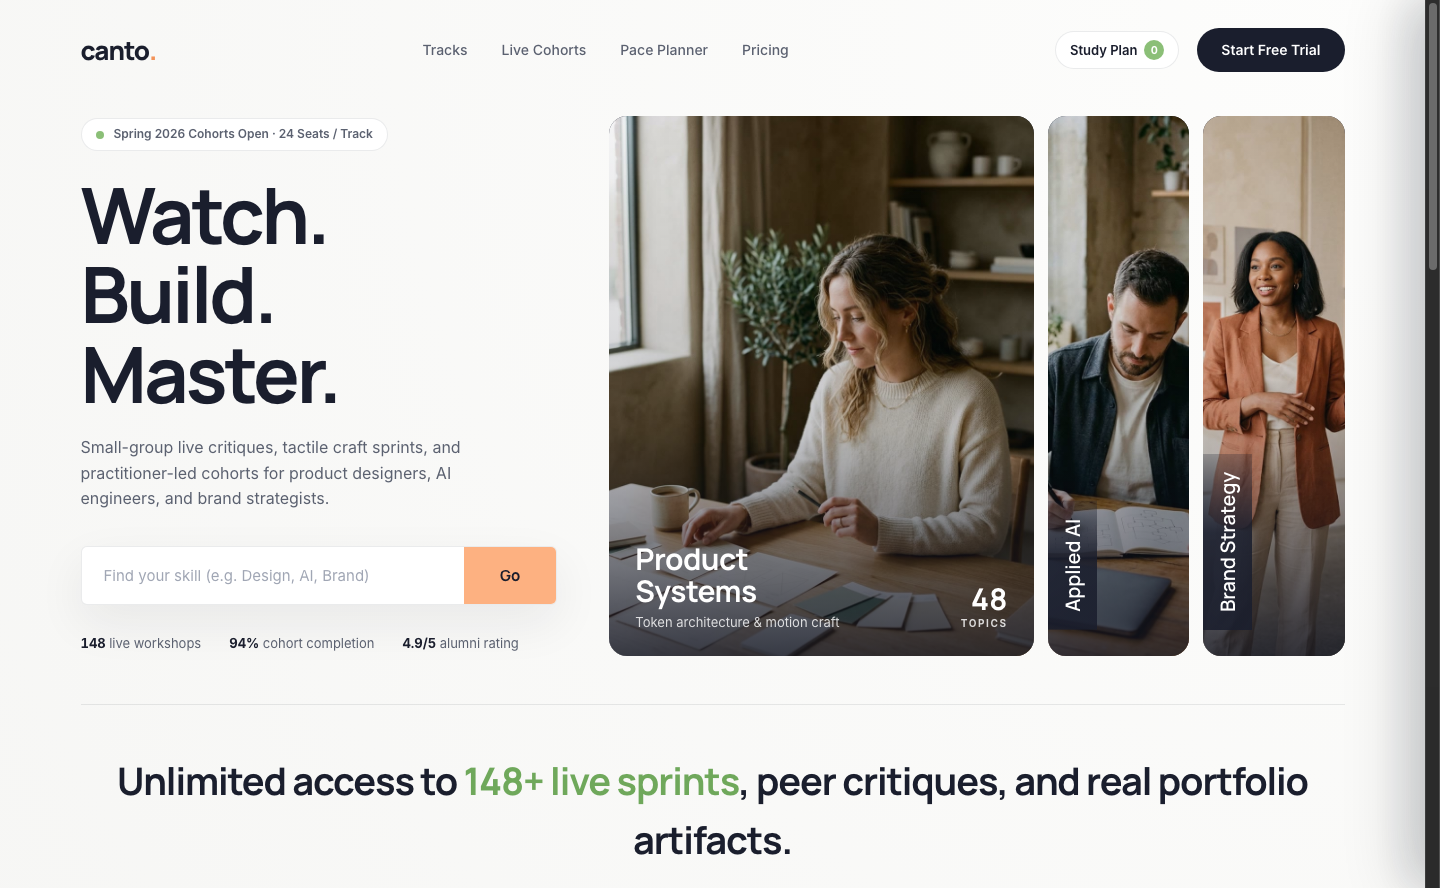 canto.
Tracks
Live Cohorts
Pace Planner
Pricing
Study Plan 0
Start Free Trial
Spring 2026 Cohorts Open · 24 Seats / Track
Watch.
Build.
Master.
Small-group live critiques, tactile craft sprints, and
practitioner-led cohorts for product designers, AI
engineers, and brand strategists.
Find your skill (e.g. Design, AI, Brand)
Go
148 live workshops
94% cohort completion
4.9/5 alumni rating
Product
Systems
Token architecture & motion craft
48
TOPICS
Applied AI
Brand Strategy
Unlimited access to 148+ live sprints, peer critiques, and real portfolio
artifacts.